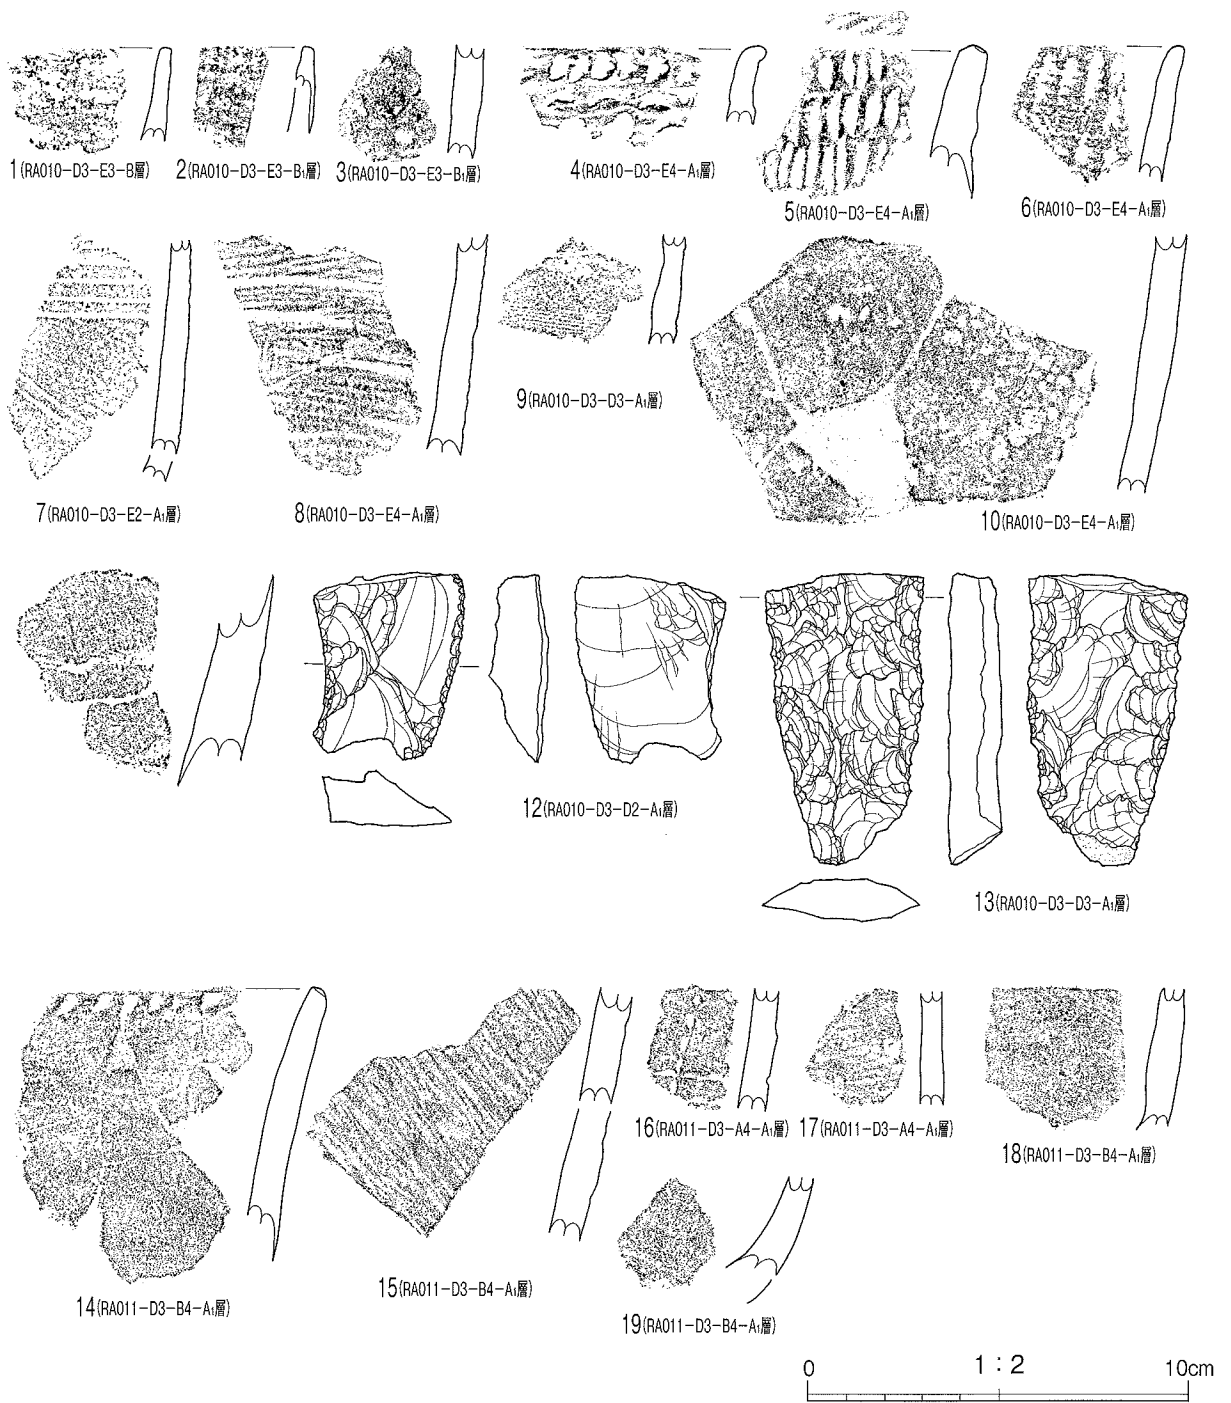 1(RA010-D3-E3-B層)
2(RA010-D3-E3-B₁層)
3(RA010-D3-E3-B₁層)
4(RA010-D3-E4-A₁層)
5(RA010-D3-E4-A₁層)
6(RA010-D3-E4-A₁層)
7(RA010-D3-E2-A₁層)
8(RA010-D3-E4-A₁層)
9(RA010-D3-D3-A₁層)
10(RA010-D3-E4-A₁層)
12(RA010-D3-D2-A₁層)
13(RA010-D3-D3-A₁層)
14(RA011-D3-B4-A₁層)
15(RA011-D3-B4-A₁層)
16(RA011-D3-A4-A₁層)
17(RA011-D3-A4-A₁層)
18(RA011-D3-B4-A₁層)
19(RA011-D3-B4-A₁層)
0 1:2 10cm